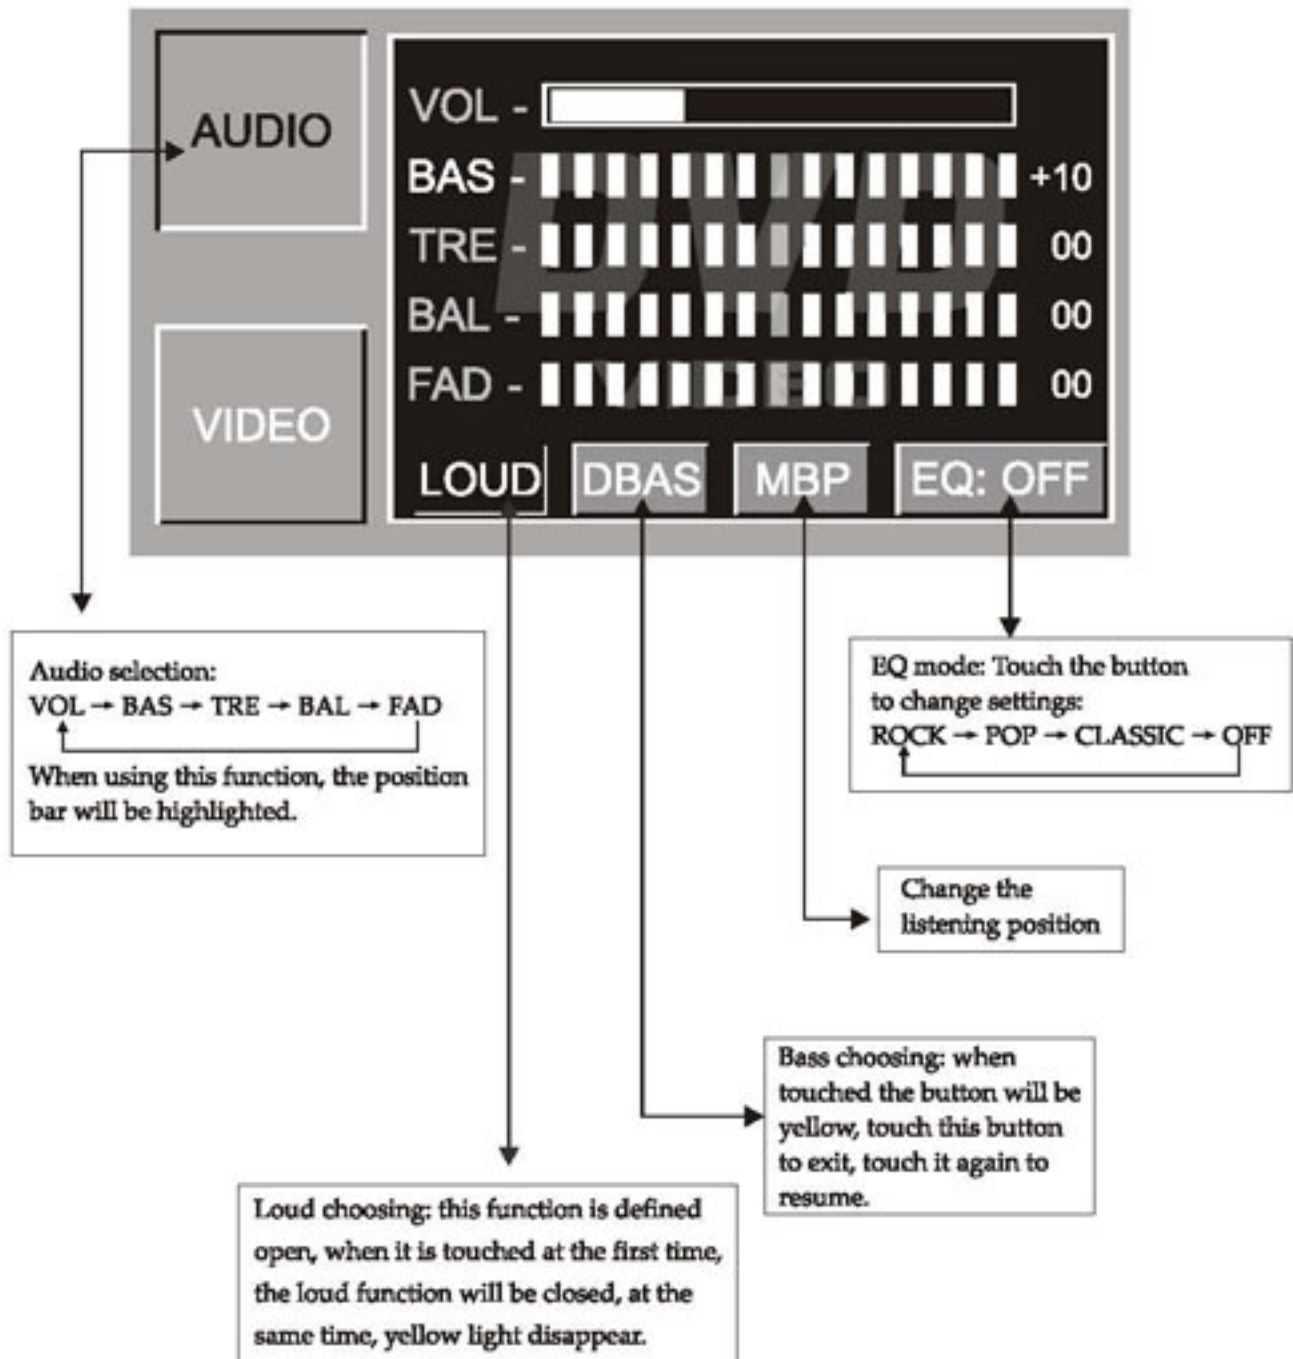 AUDIO
VIDEO
VOL -
BAS - +10
TRE - 00
BAL - 00
FAD - 00
DVD
VIDEO
LOUD DBAS MBP EQ: OFF
Audio selection:
VOL → BAS → TRE → BAL → FAD
When using this function, the position
bar will be highlighted.
EQ mode: Touch the button
to change settings:
ROCK → POP → CLASSIC → OFF
Change the
listening position
Bass choosing: when
touched the button will be
yellow, touch this button
to exit, touch it again to
resume.
Loud choosing: this function is defined
open, when it is touched at the first time,
the loud function will be closed, at the
same time, yellow light disappear.